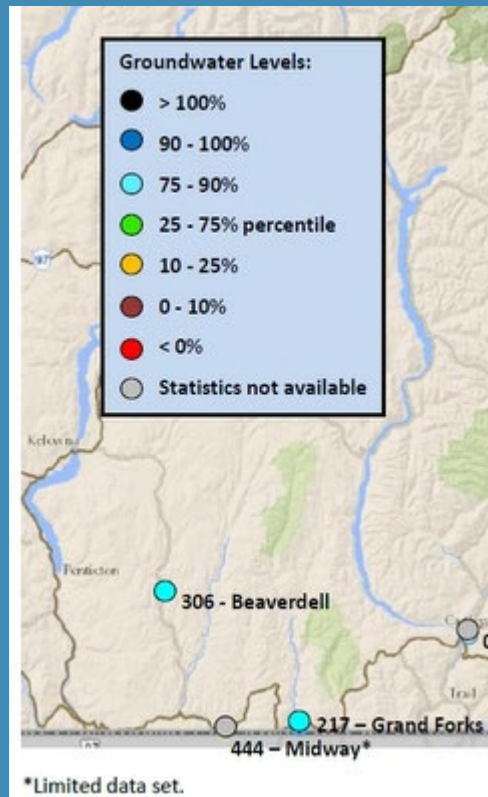 Groundwater Levels:
> 100%
90 - 100%
75 - 90%
25 - 75% percentile
10 - 25%
0 - 10%
< 0%
Statistics not available
97
Kelowna
Penticton
306 - Beaverdell
Trail
217 – Grand Forks
444 – Midway*
*Limited data set.